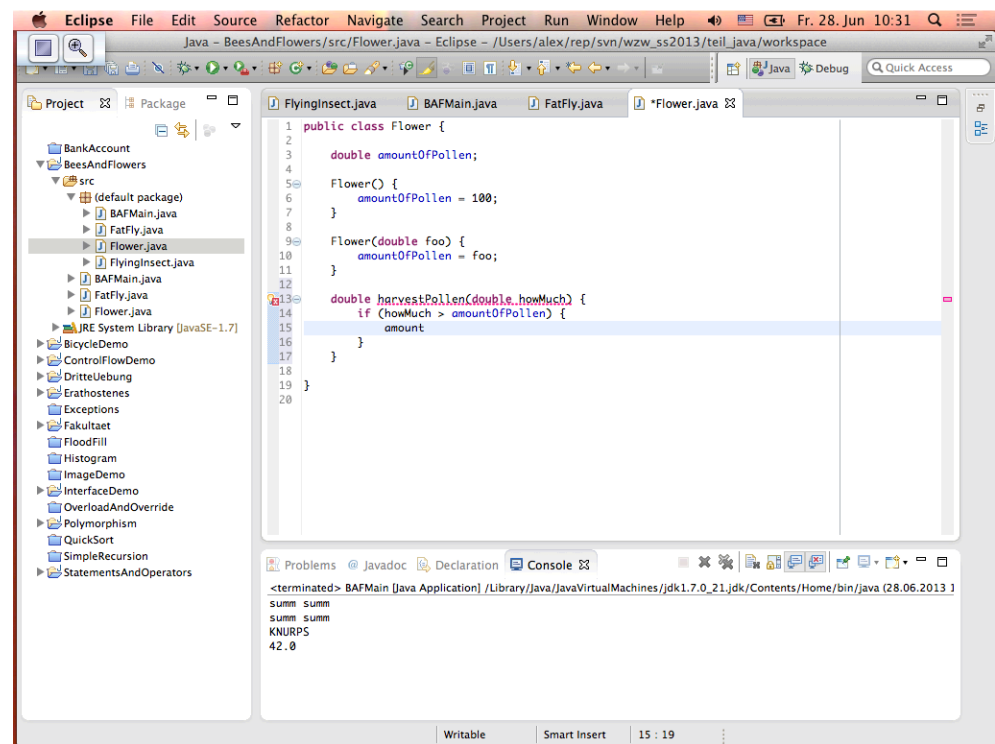 Eclipse File Edit Source Refactor Navigate Search Project Run Window Help Fr. 28. Jun 10:31
Java – BeesAndFlowers/src/Flower.java – Eclipse – /Users/alex/rep/svn/wzw_ss2013/teil_java/workspace
Java Debug Quick Access
Project Package
BankAccount
BeesAndFlowers
src
(default package)
BAFMain.java
FatFly.java
Flower.java
FlyingInsect.java
BAFMain.java
FatFly.java
Flower.java
JRE System Library [JavaSE-1.7]
BicycleDemo
ControlFlowDemo
DritteUebung
Erathostenes
Exceptions
Fakultaet
FloodFill
Histogram
ImageDemo
InterfaceDemo
OverloadAndOverride
Polymorphism
QuickSort
SimpleRecursion
StatementsAndOperators
FlyingInsect.java BAFMain.java FatFly.java *Flower.java
1 public class Flower {
2
3 double amountOfPollen;
4
5 Flower() {
6 amountOfPollen = 100;
7 }
8
9 Flower(double foo) {
10 amountOfPollen = foo;
11 }
12
13 double harvestPollen(double howMuch) {
14 if (howMuch > amountOfPollen) {
15 amount
16 }
17 }
18
19 }
20
Problems @ Javadoc Declaration Console
<terminated> BAFMain [Java Application] /Library/Java/JavaVirtualMachines/jdk1.7.0_21.jdk/Contents/Home/bin/java (28.06.2013 1
summ summ
summ summ
KNURPS
42.0
Writable Smart Insert 15 : 19